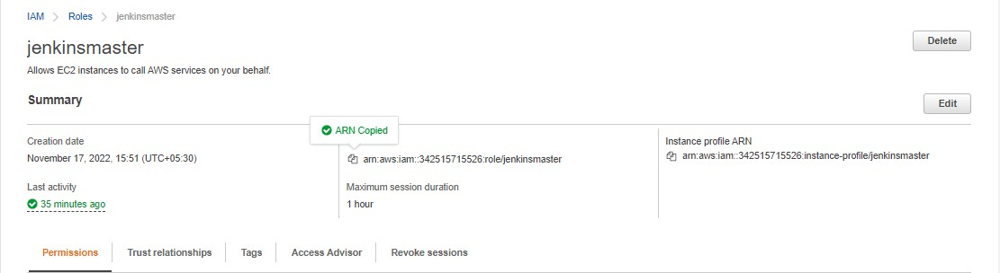 IAM > Roles > jenkinsmaster
jenkinsmaster
Delete
Allows EC2 instances to call AWS services on your behalf.
Summary
Edit
ARN Copied
Creation date
November 17, 2022, 15:51 (UTC+05:30)
arn:aws:iam::342515715526:role/jenkinsmaster
Instance profile ARN
arn:aws:iam::342515715526:instance-profile/jenkinsmaster
Last activity
35 minutes ago
Maximum session duration
1 hour
Permissions
Trust relationships
Tags
Access Advisor
Revoke sessions